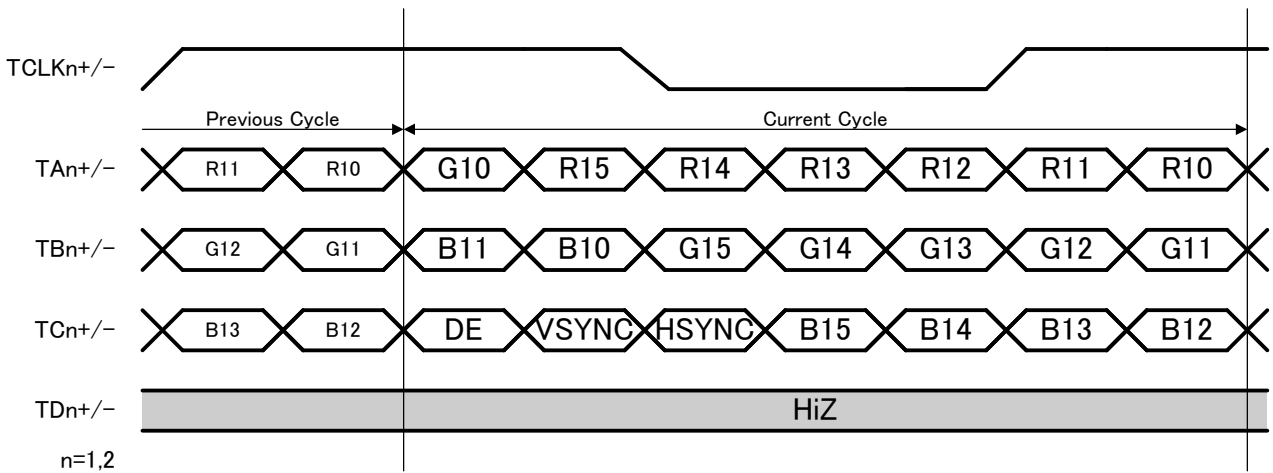 TCLKn+/-
Previous Cycle Current Cycle
TAn+/- R11 R10 G10 R15 R14 R13 R12 R11 R10
TBn+/- G12 G11 B11 B10 G15 G14 G13 G12 G11
TCn+/- B13 B12 DE VSYNC HSYNC B15 B14 B13 B12
TDn+/- HiZ
n=1,2